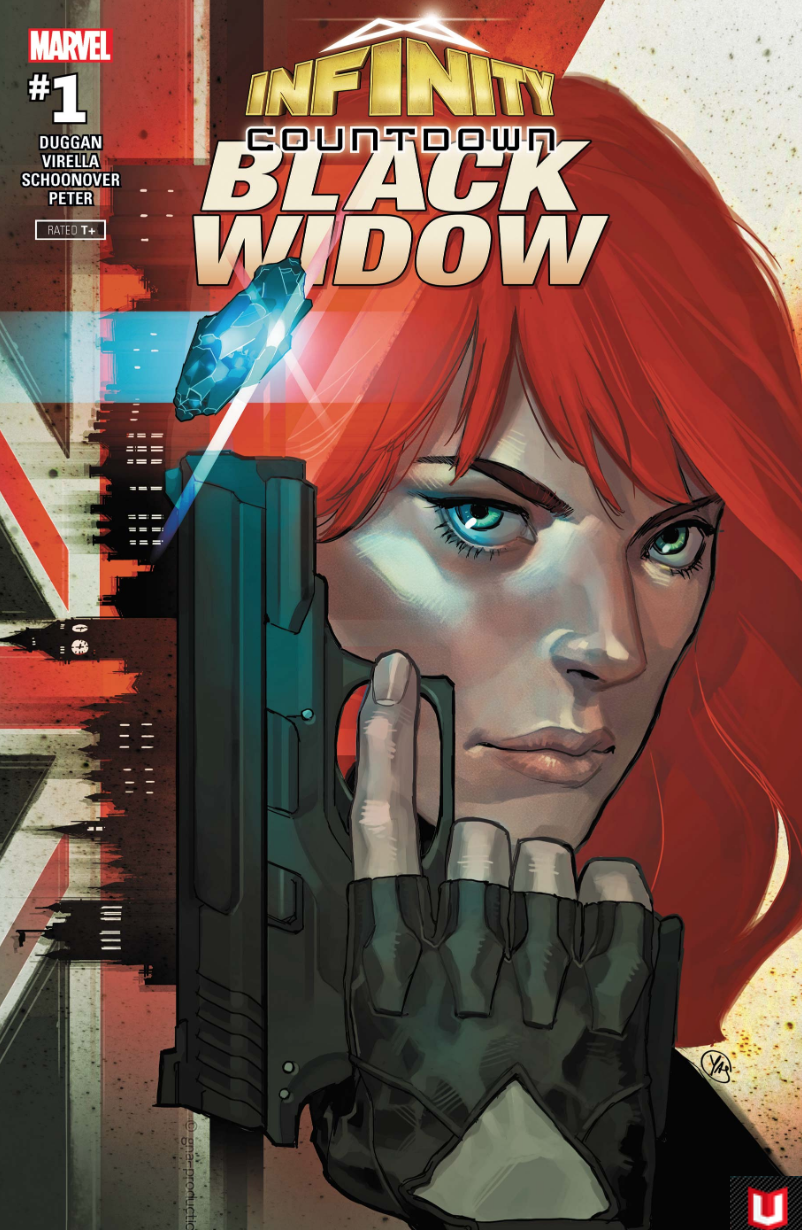 MARVEL
#1
DUGGAN
VIRELLA
SCHOONOVER
PETER
RATED T+
INFINITY
COUNTDOWN
BLACK
WIDOW
U